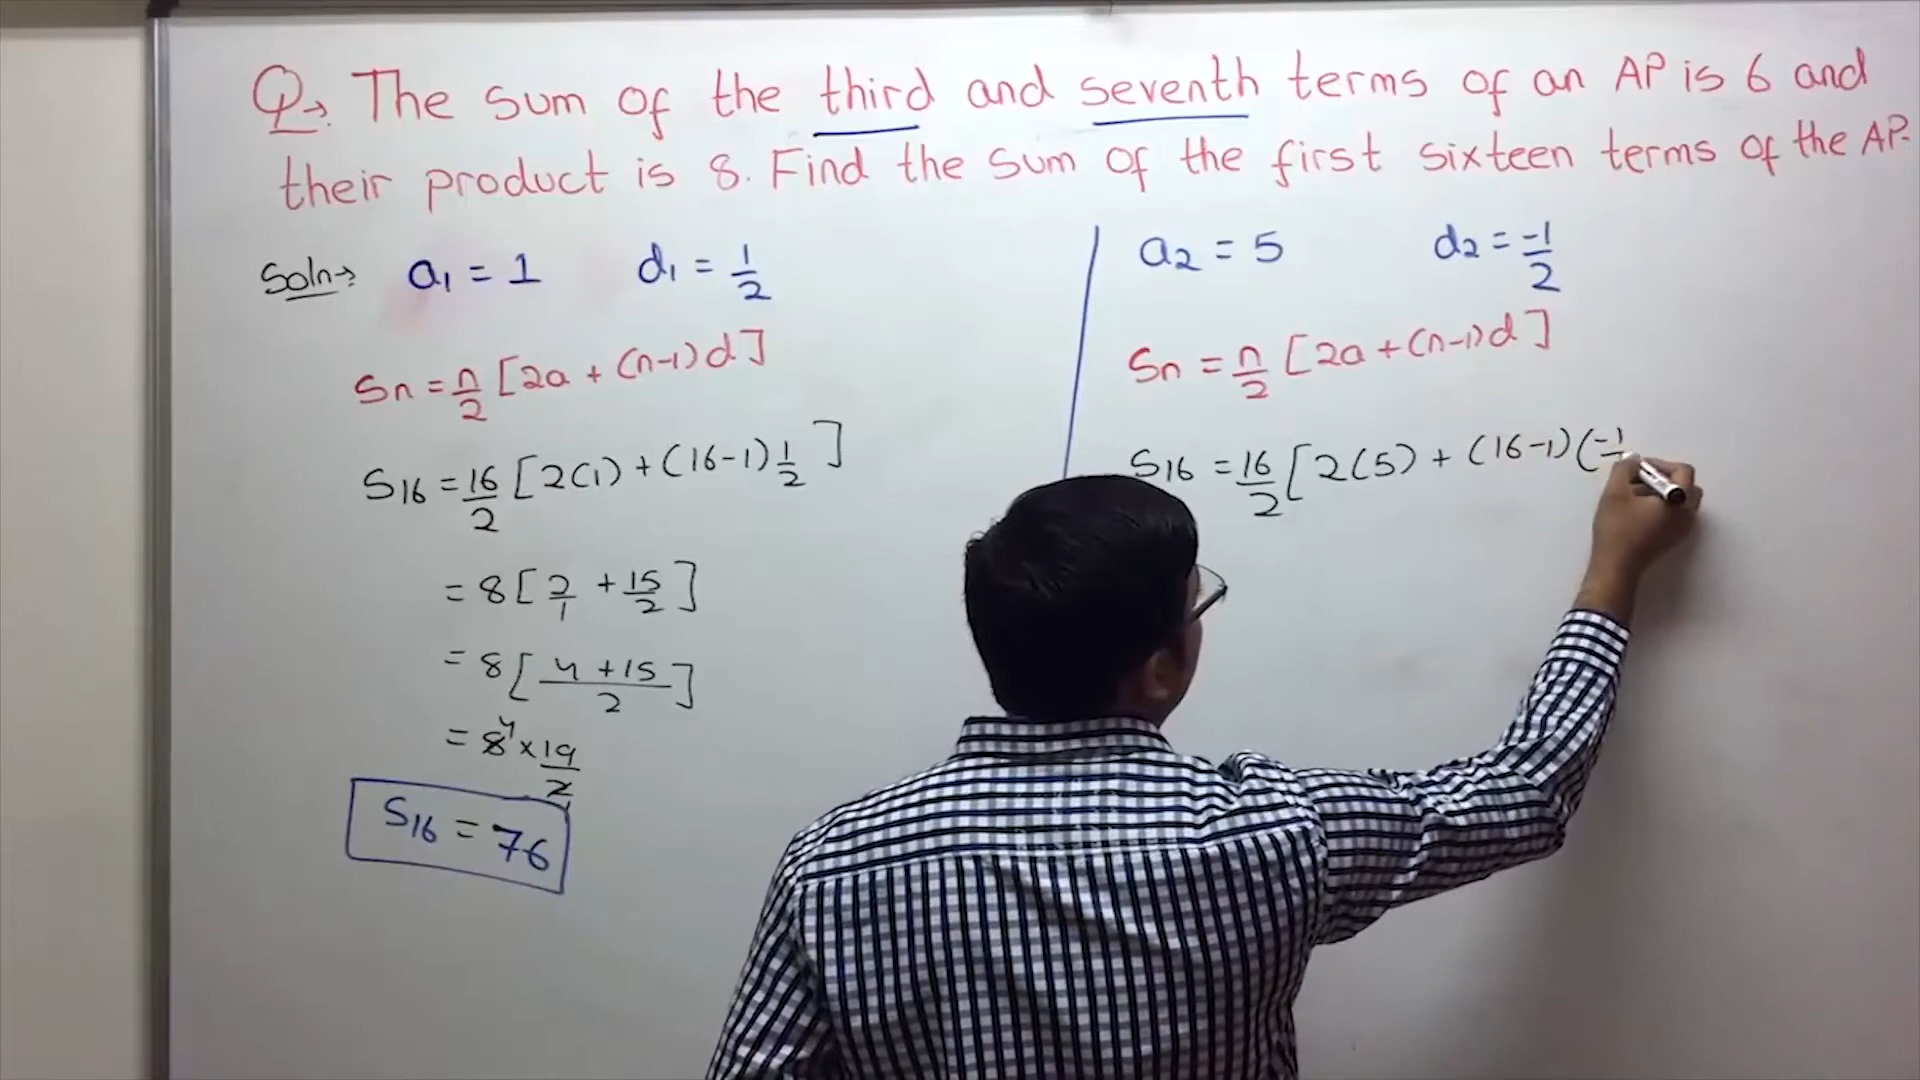 Q→. The sum of the third and seventh terms of an AP is 6 and
their product is 8. Find the sum of the first sixteen terms of the AP.
Soln→ a₁ = 1 d₁ = 1/2
Sn = n/2 [2a + (n-1)d]
S16 = 16/2 [2(1) + (16-1) 1/2]
= 8[2/1 + 15/2]
= 8[(4+15)/2]
= 8⁴ × 19/2
S16 = 76
a₂ = 5 d₂ = -1/2
Sn = n/2 [2a + (n-1)d]
S16 = 16/2 [2(5) + (16-1)(-1